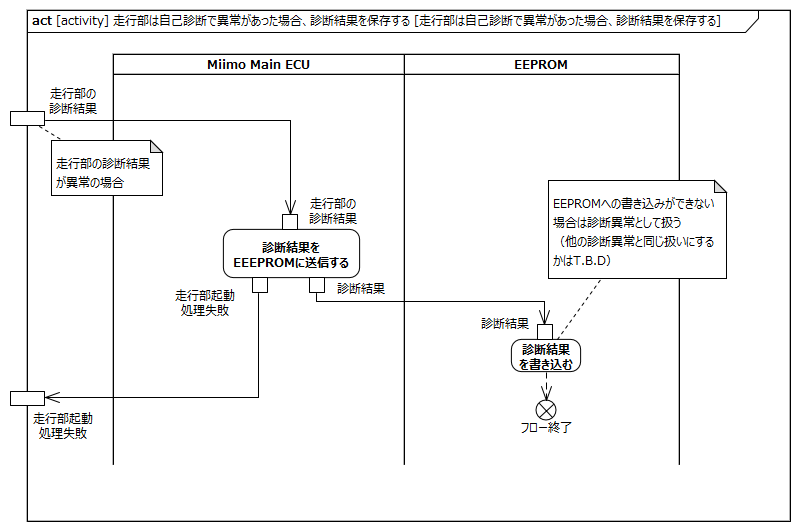 act [activity] 走行部は自己診断で異常があった場合、診断結果を保存する [走行部は自己診断で異常があった場合、診断結果を保存する]
Miimo Main ECU
EEPROM
走行部の
診断結果
走行部の診断結果
が異常の場合
EEPROMへの書き込みができない
場合は診断異常として扱う
（他の診断異常と同じ扱いにする
かはT.B.D）
走行部の
診断結果
診断結果を
EEEPROMに送信する
走行部起動
処理失敗
診断結果
診断結果
診断結果
を書き込む
フロー終了
走行部起動
処理失敗